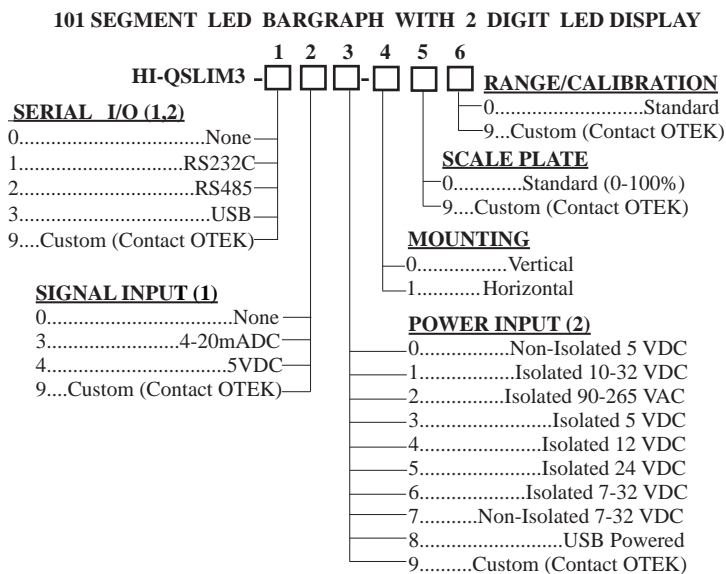 101 SEGMENT LED BARGRAPH WITH 2 DIGIT LED DISPLAY
1 2 3 4 5 6
HI-QSLIM3 - -
SERIAL I/O (1,2)
0.............................None
1..........................RS232C
2...........................RS485
3..............................USB
9....Custom (Contact OTEK)
SIGNAL INPUT (1)
0.............................None
3.....................4-20mADC
4............................5VDC
9....Custom (Contact OTEK)
RANGE/CALIBRATION
0..........................Standard
9...Custom (Contact OTEK)
SCALE PLATE
0............Standard (0-100%)
9....Custom (Contact OTEK)
MOUNTING
0................Vertical
1............Horizontal
POWER INPUT (2)
0................Non-Isolated 5 VDC
1.................Isolated 10-32 VDC
2...............Isolated 90-265 VAC
3.......................Isolated 5 VDC
4.....................Isolated 12 VDC
5.....................Isolated 24 VDC
6...................Isolated 7-32 VDC
7..........Non-Isolated 7-32 VDC
8.........................USB Powered
9..........Custom (Contact OTEK)